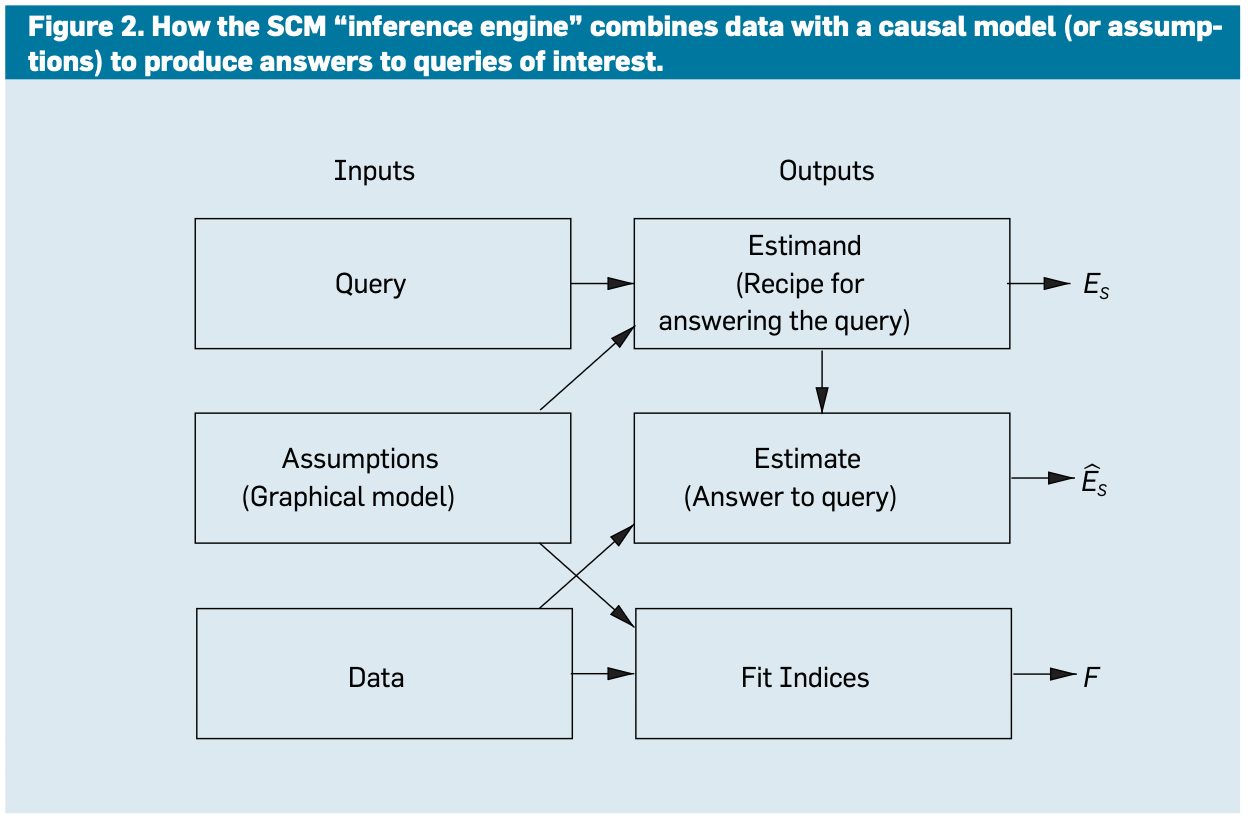 Figure 2. How the SCM “inference engine” combines data with a causal model (or assump-
tions) to produce answers to queries of interest.
Inputs
Outputs
Query
Estimand
(Recipe for
answering the query)
E_S
Assumptions
(Graphical model)
Estimate
(Answer to query)
Ê_S
Data
Fit Indices
F